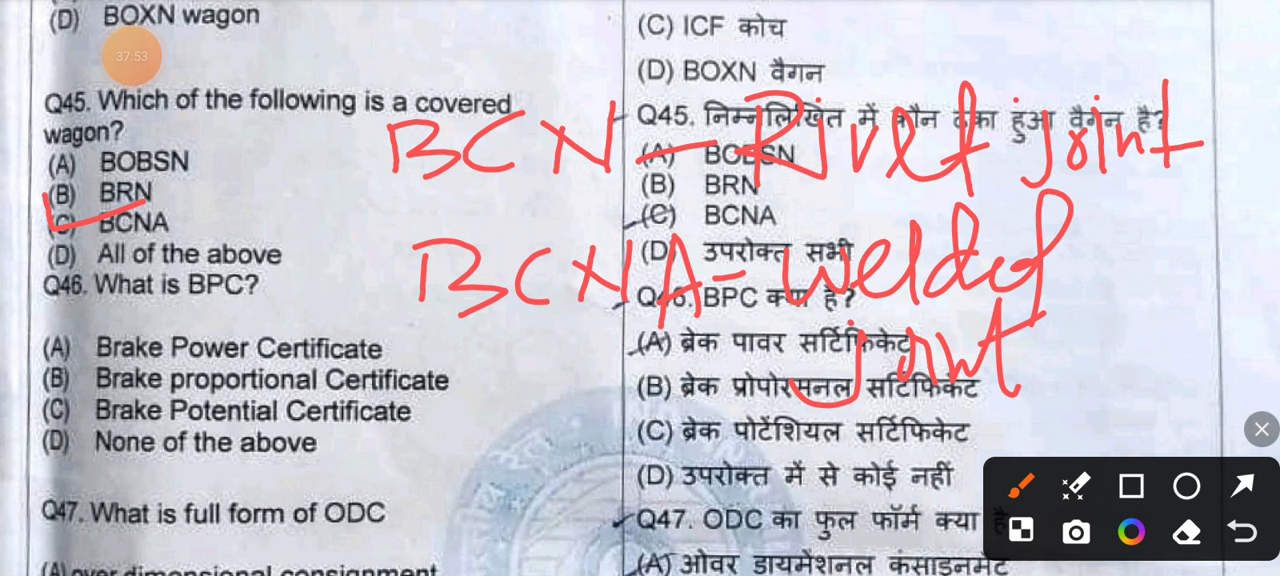 (D) BOXN wagon
37:53
Q45. Which of the following is a covered
wagon?
(A) BOBSN
(B) BRN
(C) BCNA
(D) All of the above
Q46. What is BPC?
(A) Brake Power Certificate
(B) Brake proportional Certificate
(C) Brake Potential Certificate
(D) None of the above
Q47. What is full form of ODC
(A) over dimensional consignment
(C) ICF कोच
(D) BOXN वैगन
Q45. निम्नलिखित में कौन ढका हुआ वैगन है?
(A) BOBSN
(B) BRN
(C) BCNA
(D) उपरोक्त सभी
Q46. BPC क्या है?
(A) ब्रेक पावर सर्टिफिकेट
(B) ब्रेक प्रोपोरसनल सर्टिफिकेट
(C) ब्रेक पोटेंशियल सर्टिफिकेट
(D) उपरोक्त में से कोई नहीं
Q47. ODC का फुल फॉर्म क्या है
(A) ओवर डायमेंशनल कंसाइनमेंट
BCN - Rivet joint
BCNA - Welded
joint